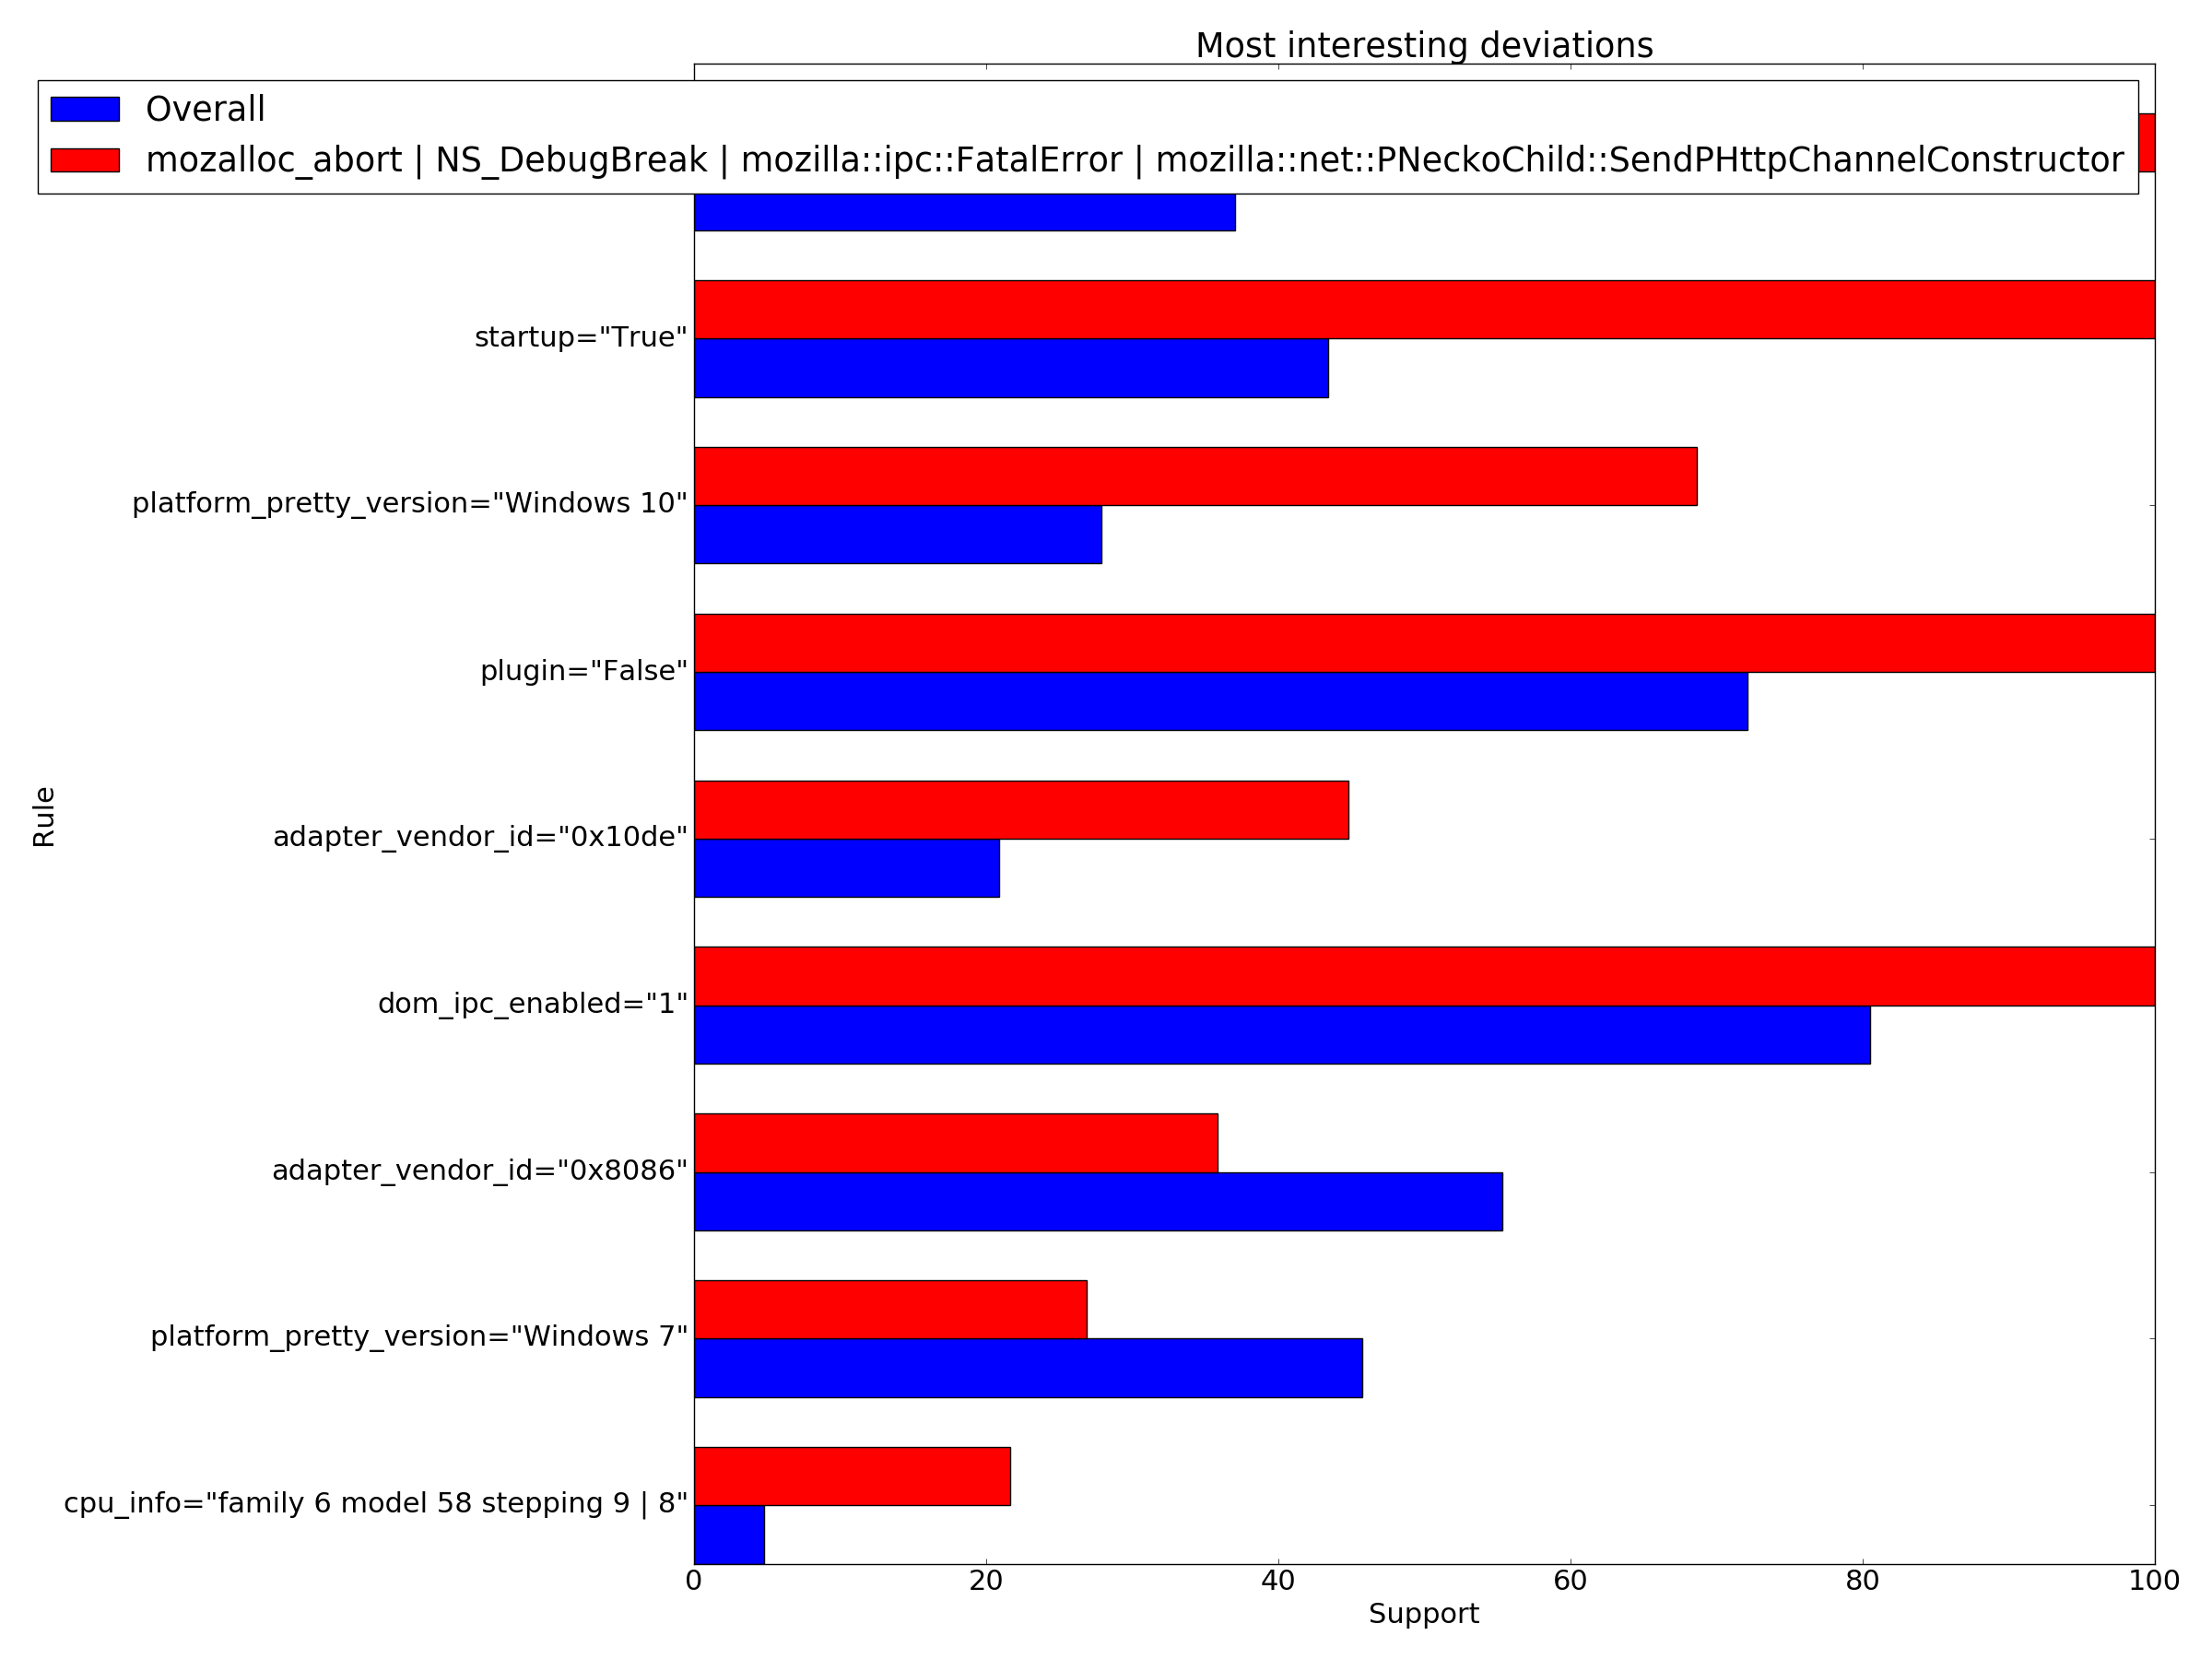 Most interesting deviations
Overall
mozalloc_abort | NS_DebugBreak | mozilla::ipc::FatalError | mozilla::net::PNeckoChild::SendPHttpChannelConstructor
startup="True"
platform_pretty_version="Windows 10"
plugin="False"
adapter_vendor_id="0x10de"
Rule
dom_ipc_enabled="1"
adapter_vendor_id="0x8086"
platform_pretty_version="Windows 7"
cpu_info="family 6 model 58 stepping 9 | 8"
0 20 40 60 80 100
Support